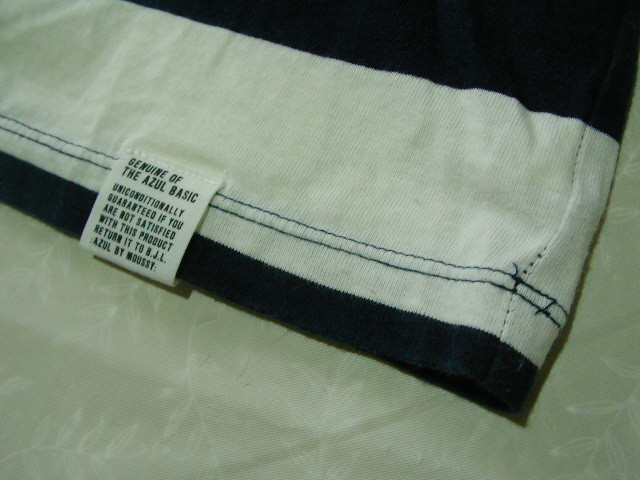 GENUINE OF
THE AZUL BASIC
UNICONDITIONALLY
GUARANTEED IF YOU
ARE NOT SATISFIED
WITH THIS PRODUCT
RETURN IT TO B.J.L.
:AZUL BY MOUSSY: